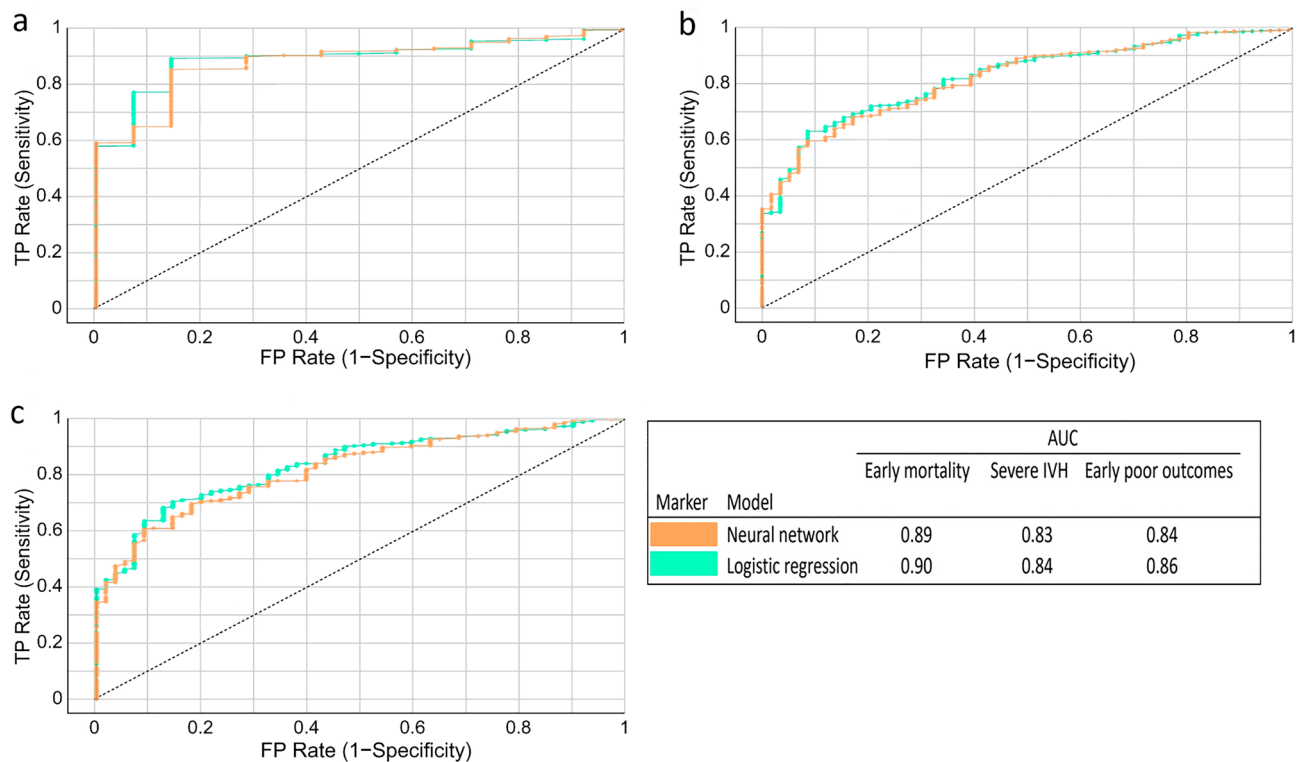 a
1
0.8
0.6
0.4
0.2
0
TP Rate (Sensitivity)
0 0.2 0.4 0.6 0.8 1
FP Rate (1−Specificity)
b
1
0.8
0.6
0.4
0.2
0
TP Rate (Sensitivity)
0 0.2 0.4 0.6 0.8 1
FP Rate (1−Specificity)
c
1
0.8
0.6
0.4
0.2
0
TP Rate (Sensitivity)
0 0.2 0.4 0.6 0.8 1
FP Rate (1−Specificity)
AUC
Early mortality Severe IVH Early poor outcomes
Marker Model
Neural network 0.89 0.83 0.84
Logistic regression 0.90 0.84 0.86